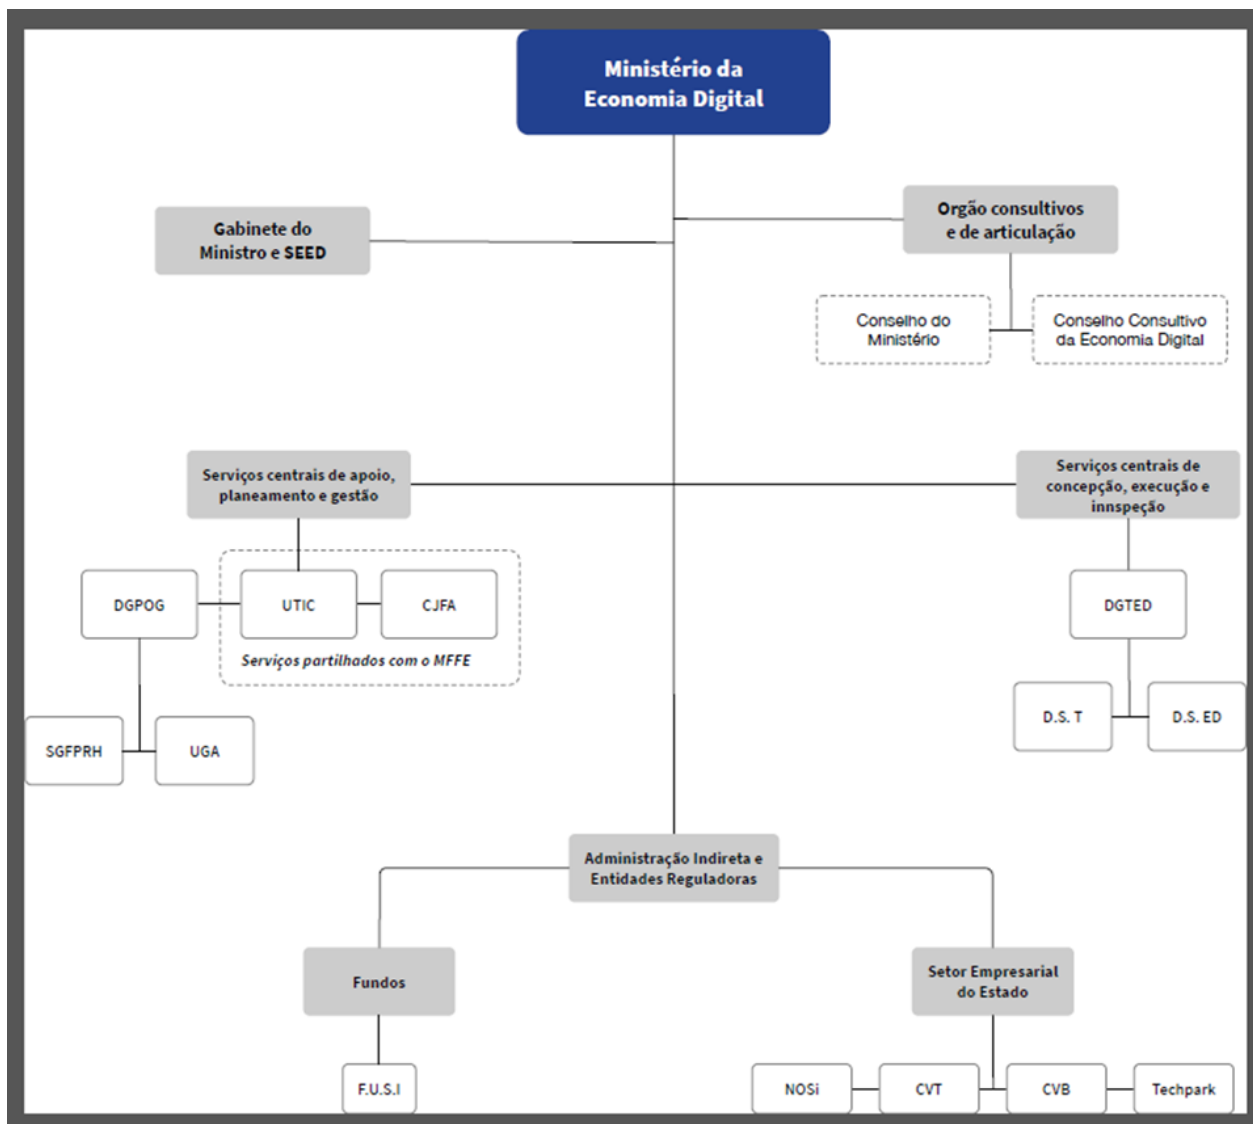 Ministério da
Economia Digital
Orgão consultivos
e de articulação
Gabinete do
Ministro e SEED
Conselho do
Ministério
Conselho Consultivo
da Economia Digital
Serviços centrais de apoio,
planeamento e gestão
Serviços centrais de
concepção, execução e
innspeção
DGPOG
UTIC
CJFA
Serviços partilhados com o MFFE
DGTED
SGFPRH
UGA
D.S. T
D.S. ED
Administração Indireta e
Entidades Reguladoras
Fundos
Setor Empresarial
do Estado
F.U.S.I
NOSi
CVT
CVB
Techpark